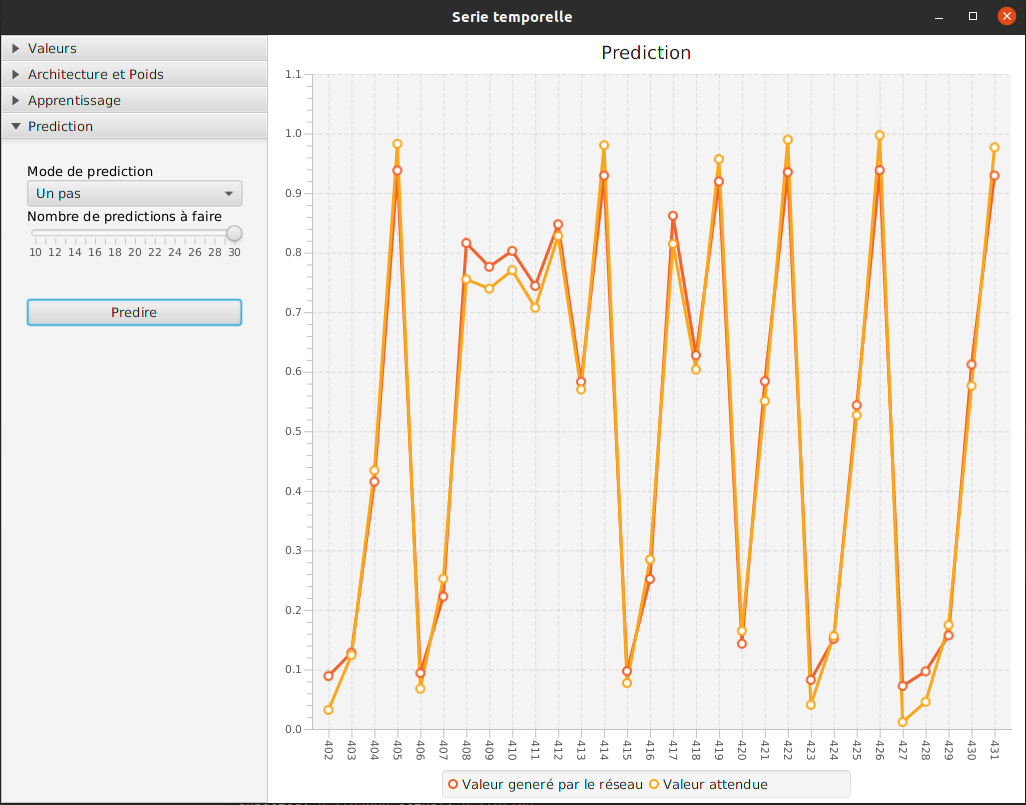 Serie temporelle
Valeurs
Architecture et Poids
Apprentissage
Prediction
Mode de prediction
Un pas
Nombre de predictions à faire
10 12 14 16 18 20 22 24 26 28 30
Predire
Prediction
1.1
1.0
0.9
0.8
0.7
0.6
0.5
0.4
0.3
0.2
0.1
0.0
402 403 404 405 406 407 408 409 410 411 412 413 414 415 416 417 418 419 420 421 422 423 424 425 426 427 428 429 430 431
Valeur generé par le réseau Valeur attendue